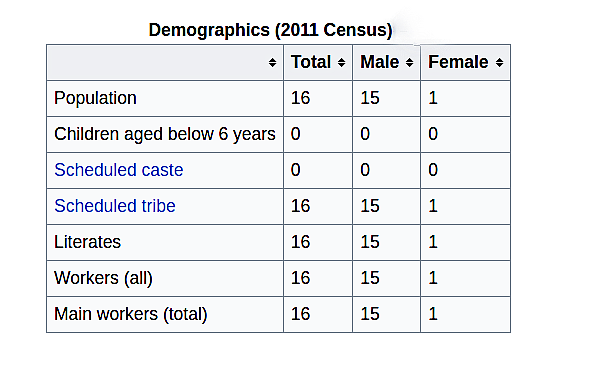 Demographics (2011 Census)
Total Male Female
Population 16 15 1
Children aged below 6 years 0 0 0
Scheduled caste 0 0 0
Scheduled tribe 16 15 1
Literates 16 15 1
Workers (all) 16 15 1
Main workers (total) 16 15 1